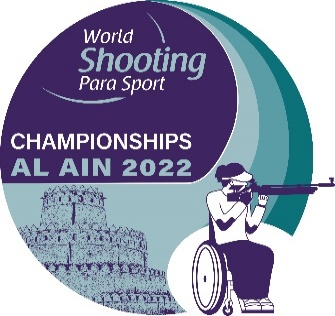 World
Shooting
Para Sport
CHAMPIONSHIPS
AL AIN 2022